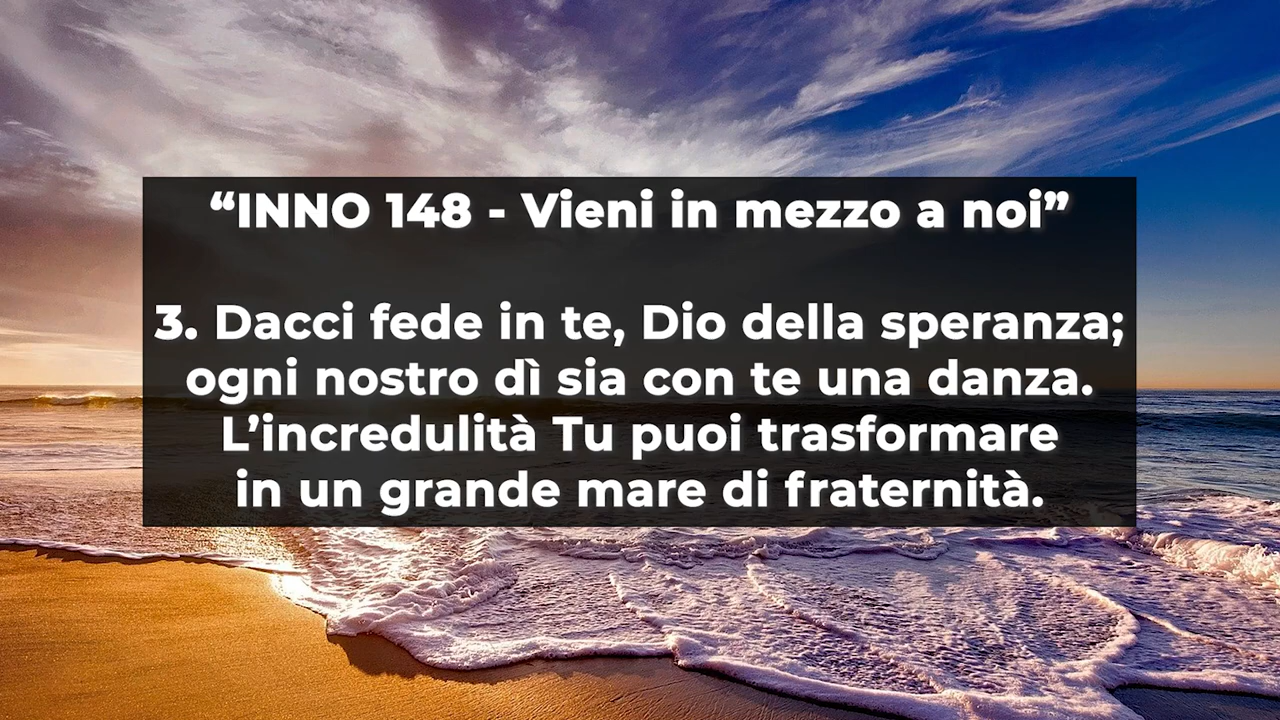 “INNO 148 - Vieni in mezzo a noi”
3. Dacci fede in te, Dio della speranza;
ogni nostro dì sia con te una danza.
L’incredulità Tu puoi trasformare
in un grande mare di fraternità.